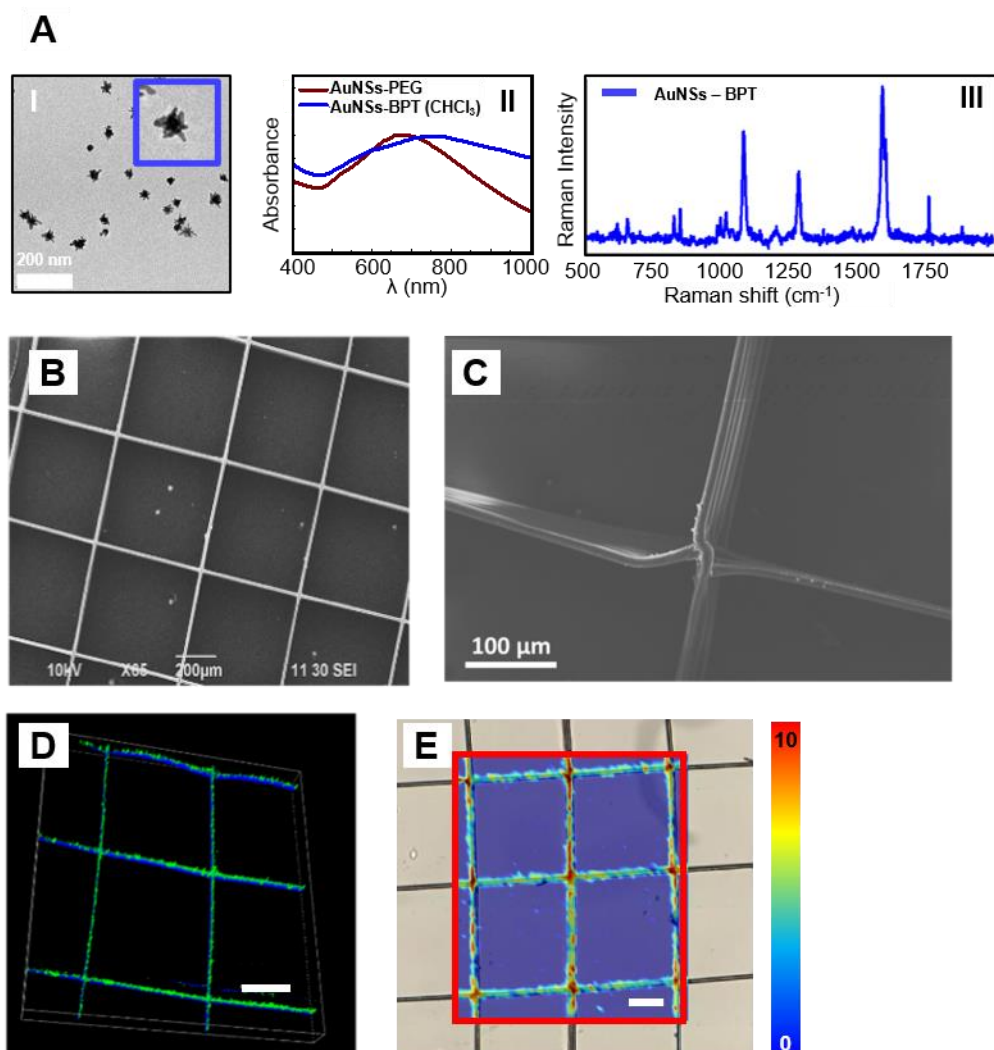 A
I
200 nm
AuNSs-PEG
AuNSs-BPT (CHCl₃)
II
Absorbance
400 600 800 1000
λ (nm)
AuNSs – BPT
III
Raman Intensity
500 750 1000 1250 1500 1750
Raman shift (cm⁻¹)
B
10kV X65 200μm 11 30 SEI
C
100 μm
D
E
10
0